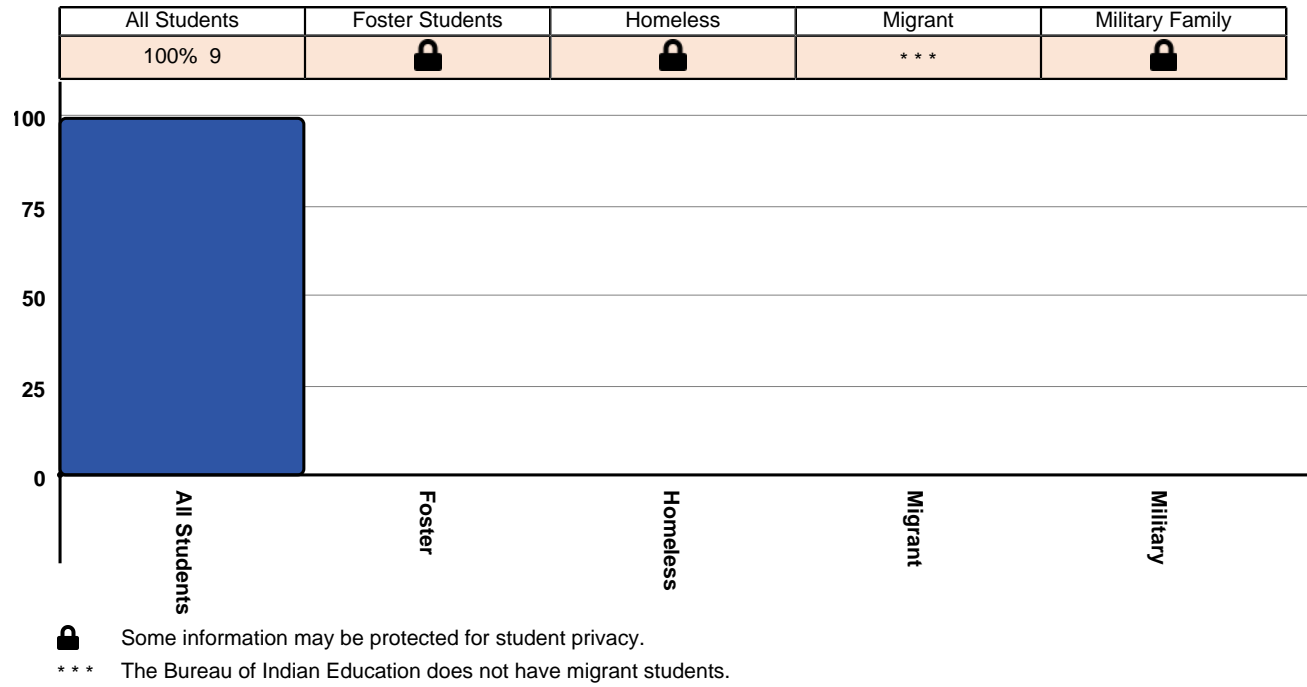 All Students Foster Students Homeless Migrant Military Family
100% 9 * * *
100
75
50
25
0
All Students
Foster
Homeless
Migrant
Military
Some information may be protected for student privacy.
* * * The Bureau of Indian Education does not have migrant students.